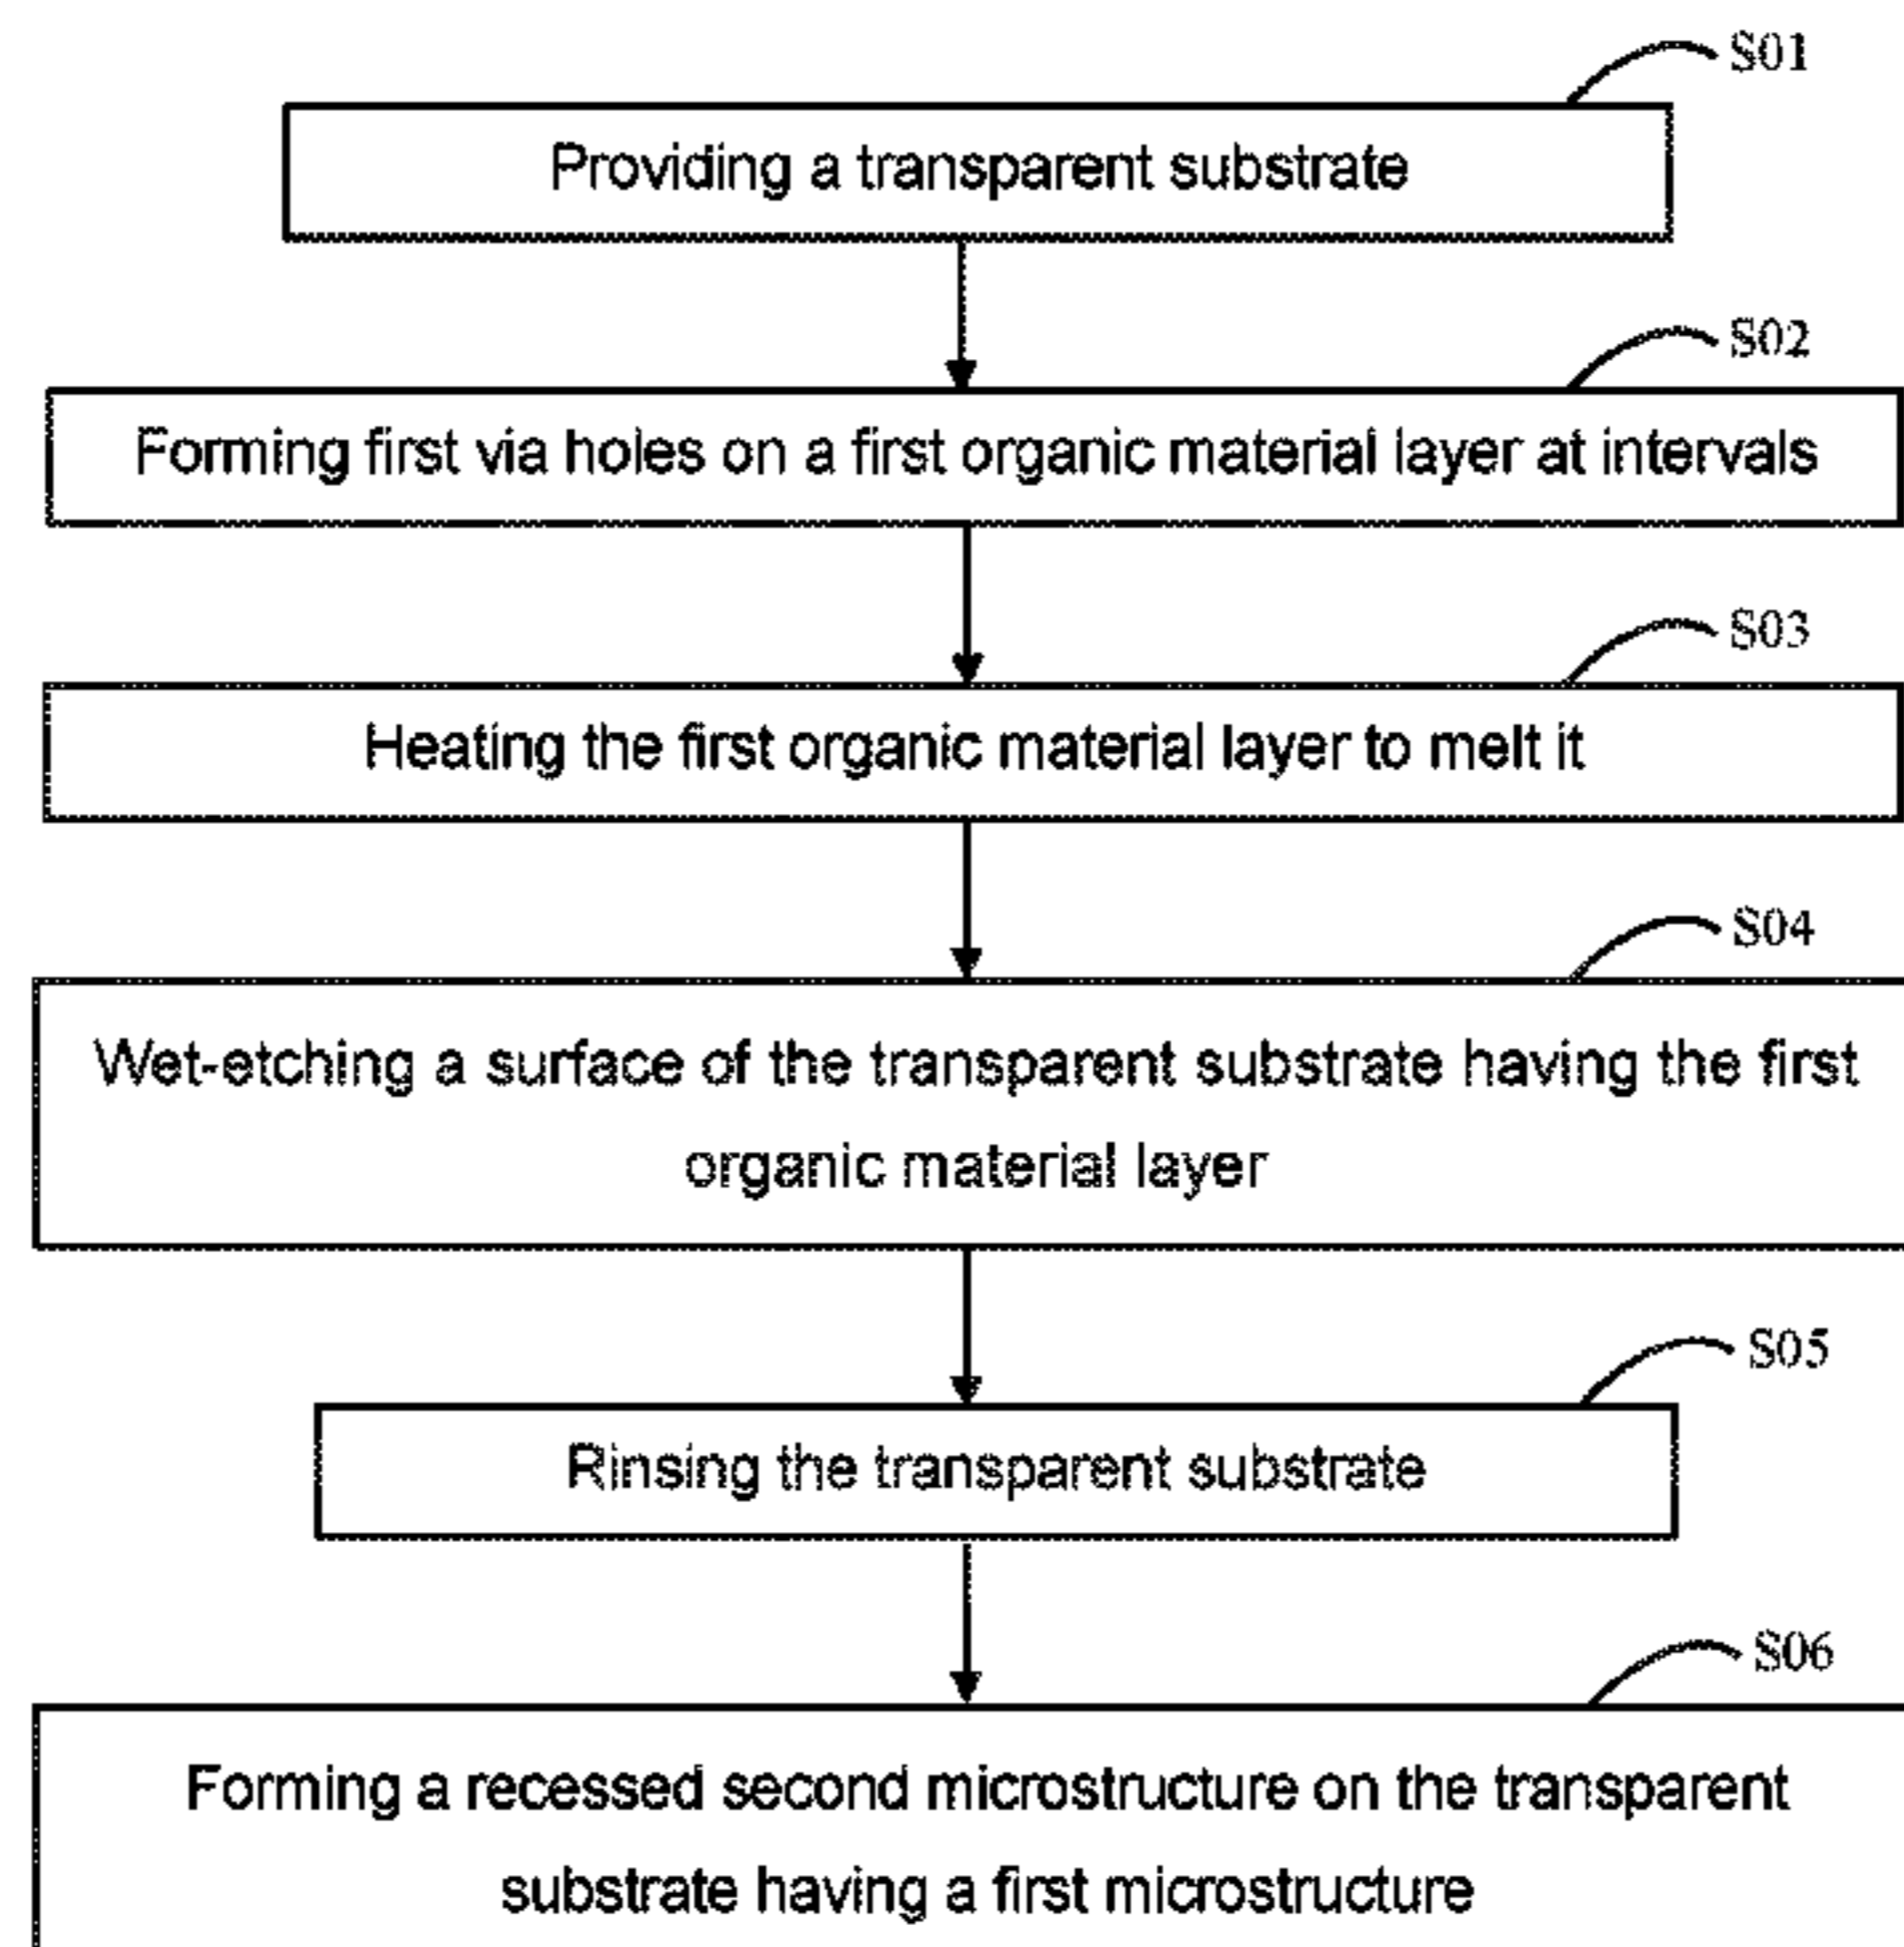 S01
Providing a transparent substrate
S02
Forming first via holes on a first organic material layer at intervals
S03
Heating the first organic material layer to melt it
S04
Wet-etching a surface of the transparent substrate having the first
organic material layer
S05
Rinsing the transparent substrate
S06
Forming a recessed second microstructure on the transparent
substrate having a first microstructure